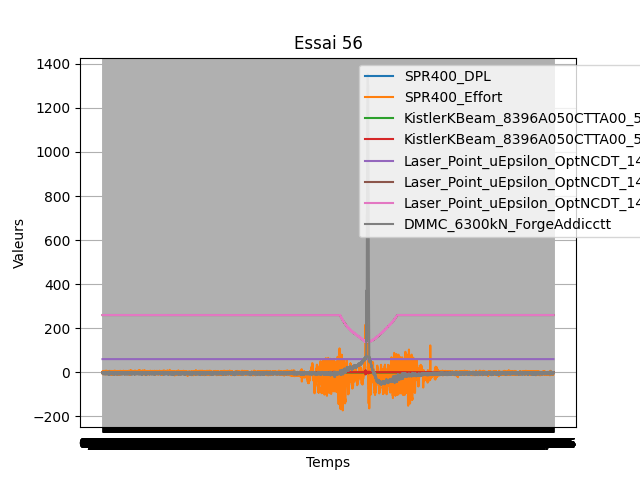 Essai 56
1400
1200
1000
800
600
400
200
0
−200
Valeurs
Temps
SPR400_DPL
SPR400_Effort
KistlerKBeam_8396A050CTTA00_5
KistlerKBeam_8396A050CTTA00_5
Laser_Point_uEpsilon_OptNCDT_14
Laser_Point_uEpsilon_OptNCDT_14
Laser_Point_uEpsilon_OptNCDT_14
DMMC_6300kN_ForgeAddicctt